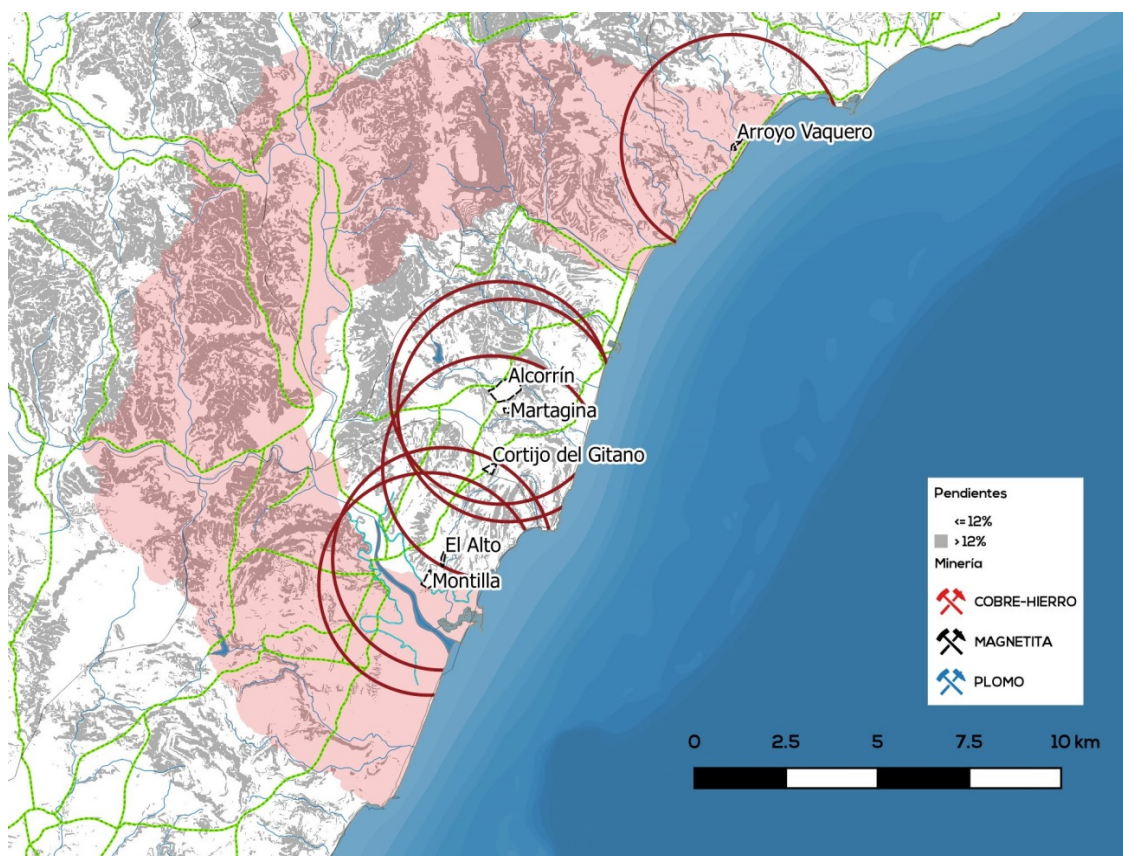 Arroyo Vaquero
Alcorrín
Martagina
Cortijo del Gitano
El Alto
Montilla
Pendientes
<=12%
>12%
Minería
COBRE-HIERRO
MAGNETITA
PLOMO
0 2.5 5 7.5 10 km